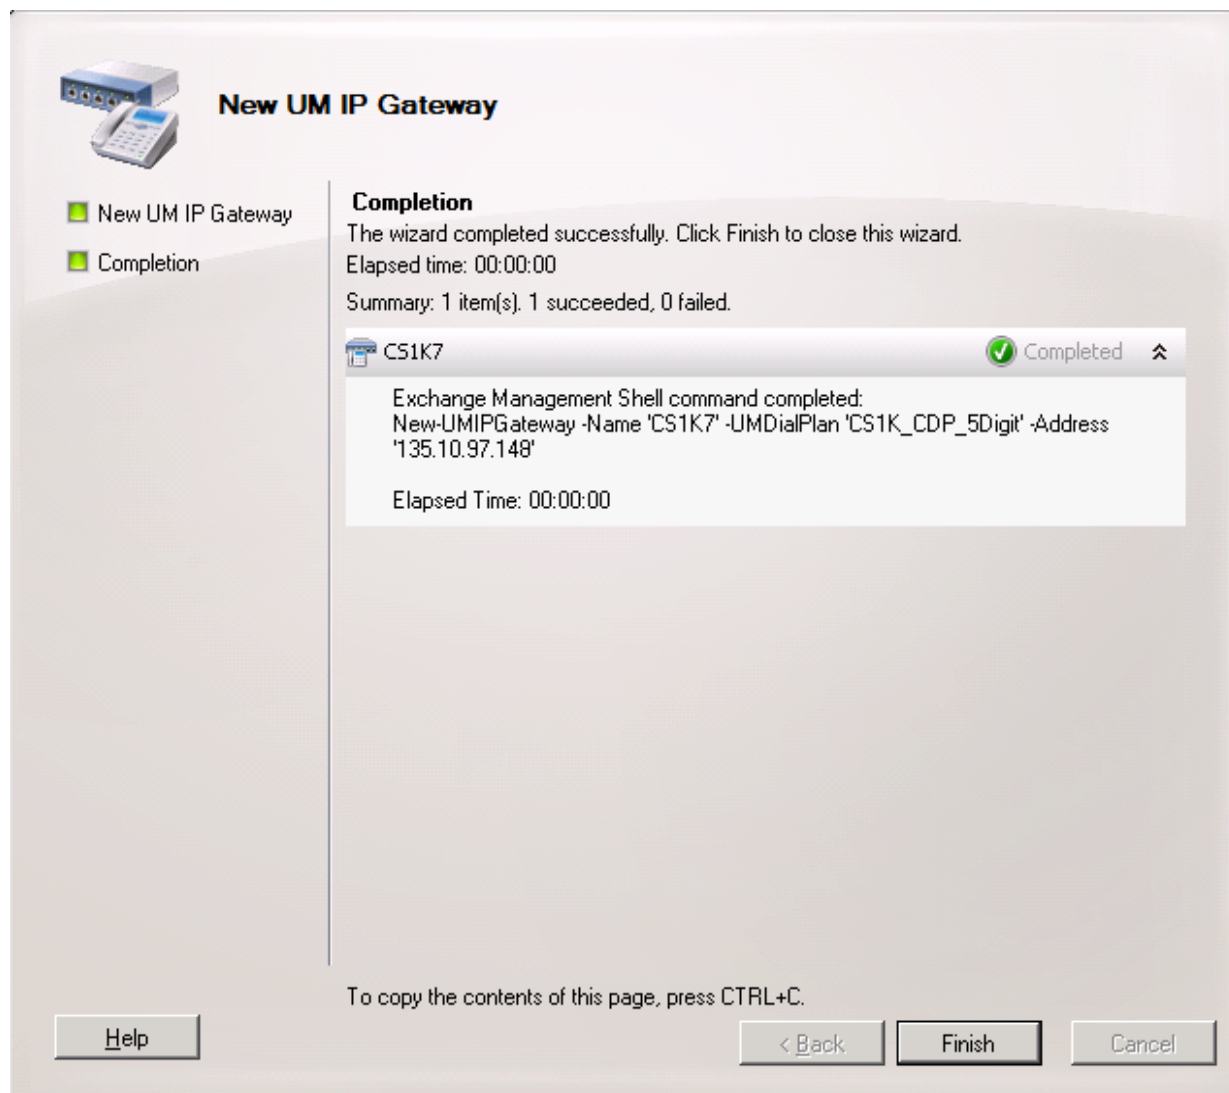 New UM IP Gateway
New UM IP Gateway
Completion
Completion
The wizard completed successfully. Click Finish to close this wizard.
Elapsed time: 00:00:00
Summary: 1 item(s). 1 succeeded, 0 failed.
CS1K7
Completed
Exchange Management Shell command completed:
New-UMIPGateway -Name 'CS1K7' -UMDialPlan 'CS1K_CDP_5Digit' -Address
'135.10.97.148'
Elapsed Time: 00:00:00
To copy the contents of this page, press CTRL+C.
Help
< Back
Finish
Cancel